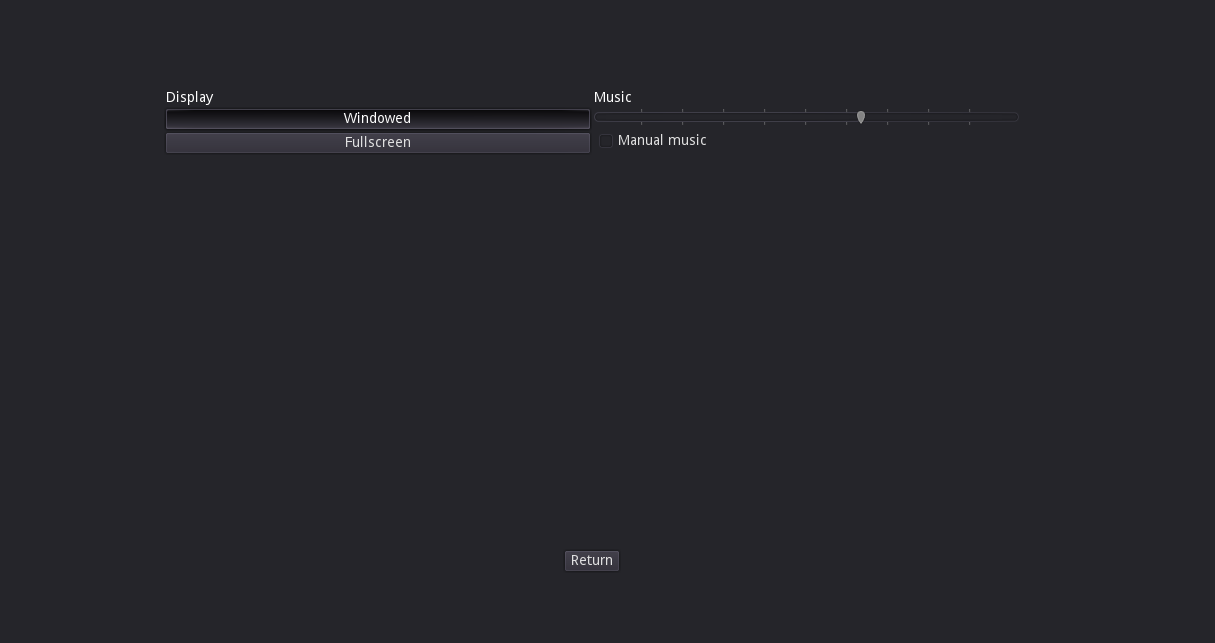 Display
Windowed
Fullscreen
Music
Manual music
Return